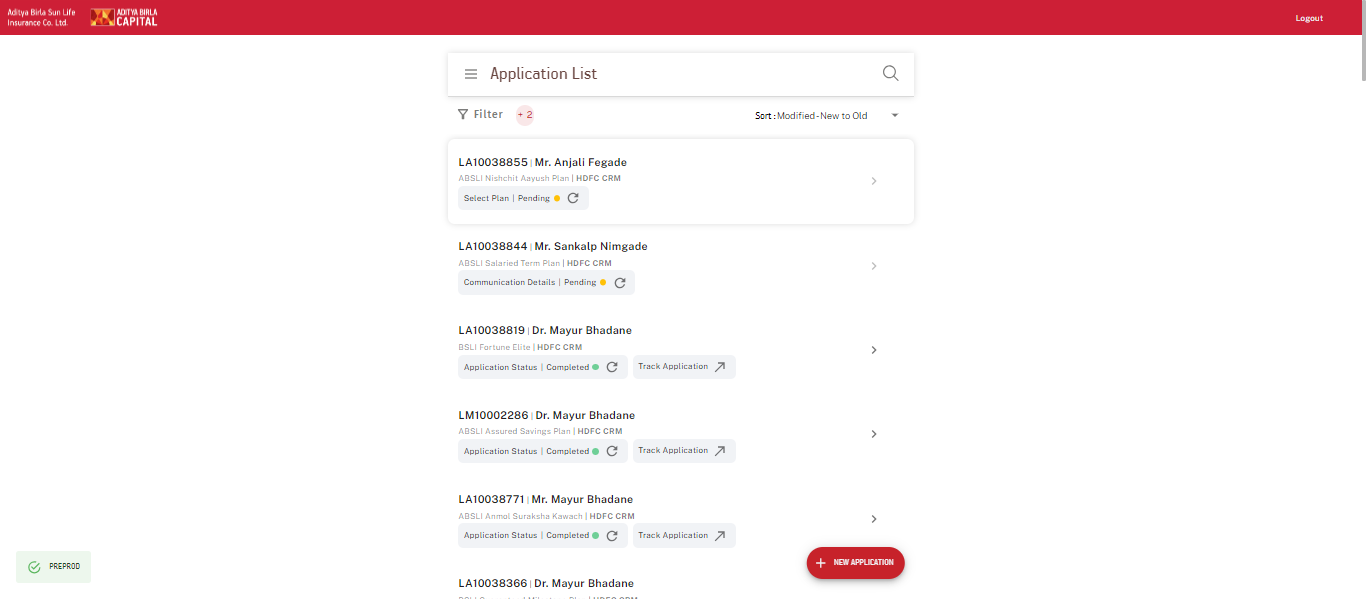 Aditya Birla Sun Life
Insurance Co. Ltd.
ADITYA BIRLA
CAPITAL
Logout
Application List
Filter + 2 Sort : Modified - New to Old
LA10038855 | Mr. Anjali Fegade
ABSLI Nishchit Aayush Plan | HDFC CRM
Select Plan | Pending
LA10038844 | Mr. Sankalp Nimgade
ABSLI Salaried Term Plan | HDFC CRM
Communication Details | Pending
LA10038819 | Dr. Mayur Bhadane
BSLI Fortune Elite | HDFC CRM
Application Status | Completed Track Application
LM10002286 | Dr. Mayur Bhadane
ABSLI Assured Savings Plan | HDFC CRM
Application Status | Completed Track Application
LA10038771 | Mr. Mayur Bhadane
ABSLI Anmol Suraksha Kawach | HDFC CRM
Application Status | Completed Track Application
PREPROD
+ NEW APPLICATION
LA10038366 | Dr. Mayur Bhadane